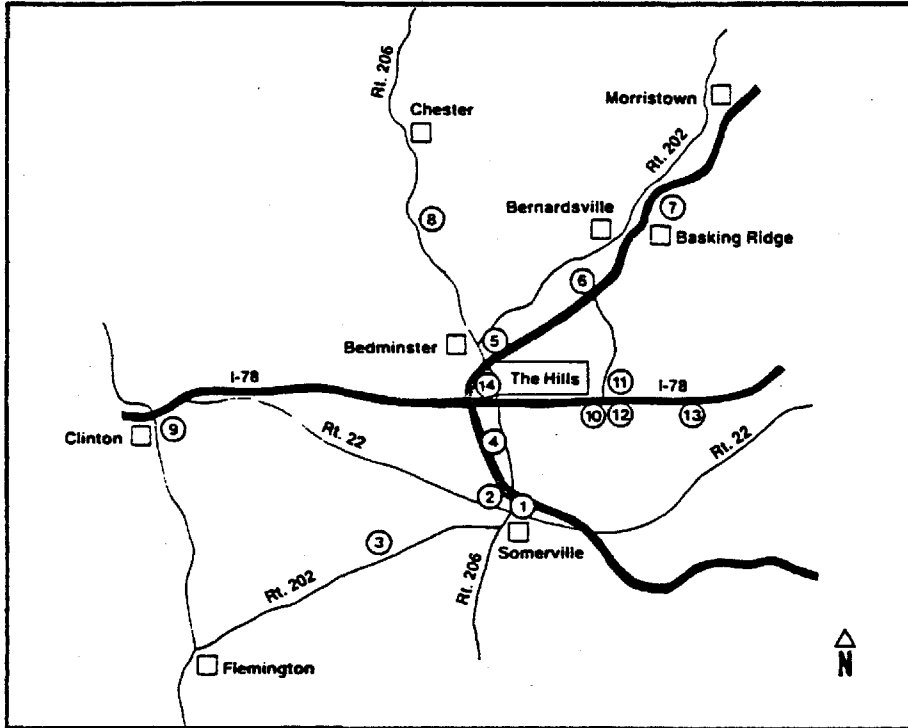 Rt. 206
Chester
Morristown
Rt. 202
8
Bernardsville
7
Basking Ridge
6
Bedminster
5
The Hills
14
11
I-78
I-78
10
12
13
Clinton
9
Rt. 22
4
Rt. 22
2
1
3
Somerville
Rt. 202
Rt. 206
Flemington
N